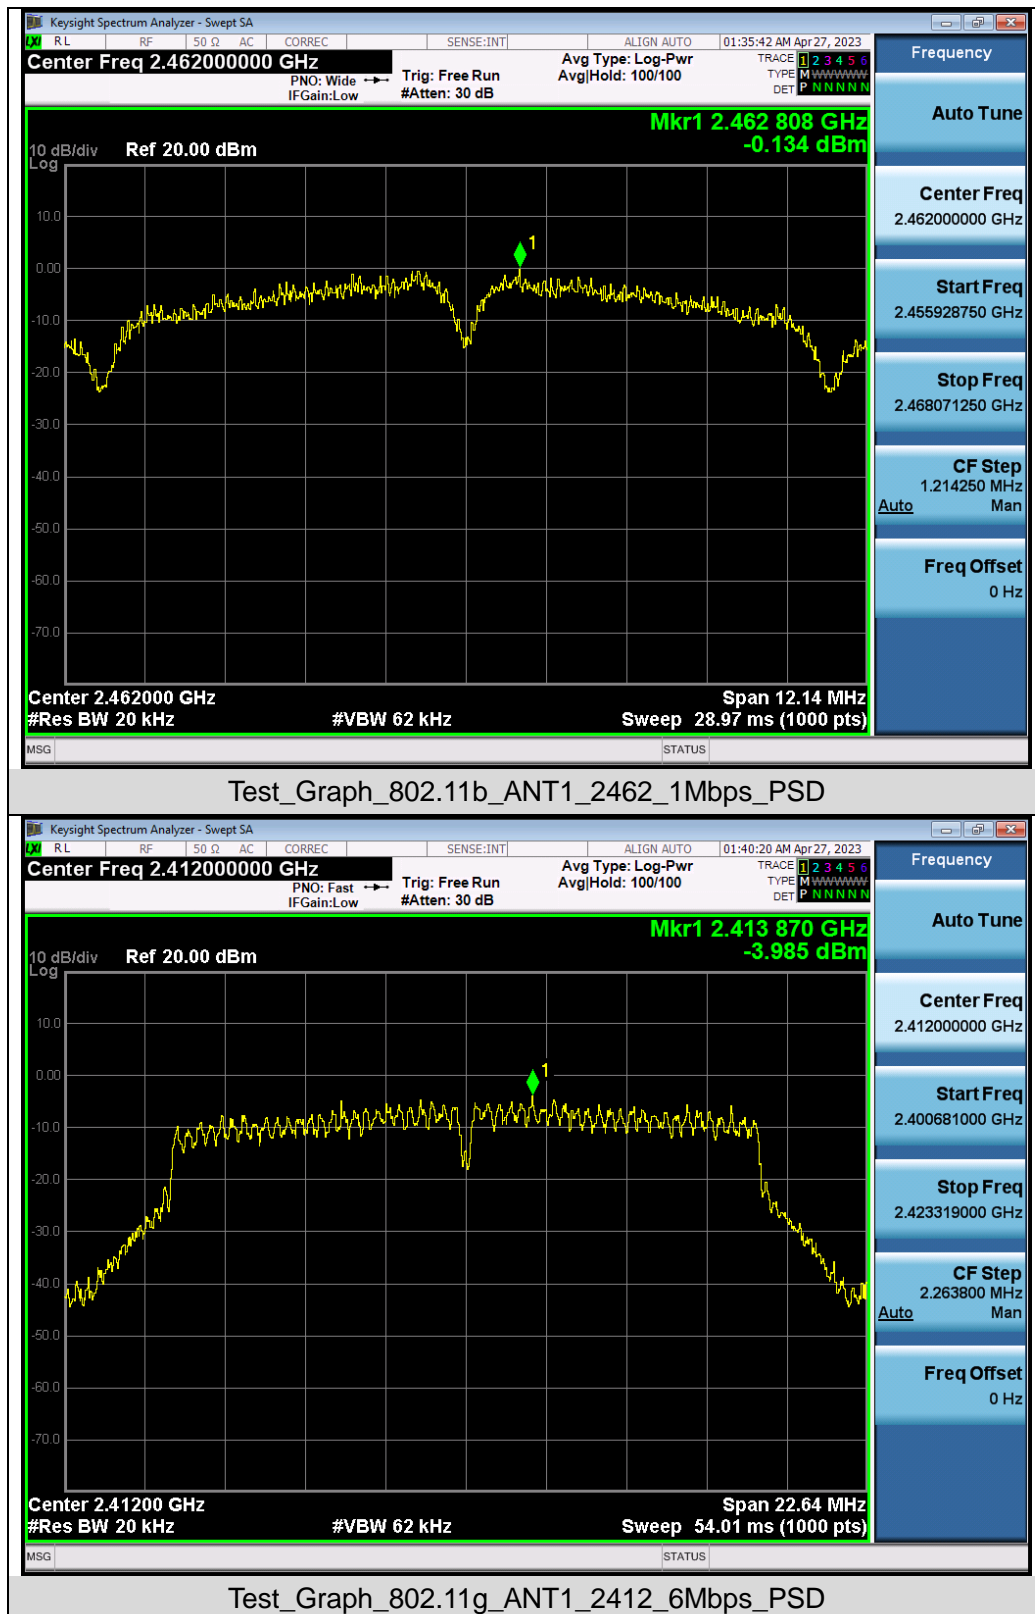 Keysight Spectrum Analyzer - Swept SA
LXI RL RF 50 Ω AC CORREC SENSE:INT ALIGN AUTO 01:35:42 AM Apr 27, 2023
Center Freq 2.462000000 GHz
PNO: Wide
IFGain:Low
Trig: Free Run
#Atten: 30 dB
Avg Type: Log-Pwr
Avg|Hold: 100/100
TRACE 1 2 3 4 5 6
TYPE M WWWWW
DET P N N N N N
Mkr1 2.462 808 GHz
-0.134 dBm
10 dB/div Ref 20.00 dBm
Log
10.0
0.00
-10.0
-20.0
-30.0
-40.0
-50.0
-60.0
-70.0
1
Center 2.462000 GHz Span 12.14 MHz
#Res BW 20 kHz #VBW 62 kHz Sweep 28.97 ms (1000 pts)
MSG STATUS
Frequency
Auto Tune
Center Freq
2.462000000 GHz
Start Freq
2.455928750 GHz
Stop Freq
2.468071250 GHz
CF Step
1.214250 MHz
Auto Man
Freq Offset
0 Hz
Test_Graph_802.11b_ANT1_2462_1Mbps_PSD
Keysight Spectrum Analyzer - Swept SA
LXI RL RF 50 Ω AC CORREC SENSE:INT ALIGN AUTO 01:40:20 AM Apr 27, 2023
Center Freq 2.412000000 GHz
PNO: Fast
IFGain:Low
Trig: Free Run
#Atten: 30 dB
Avg Type: Log-Pwr
Avg|Hold: 100/100
TRACE 1 2 3 4 5 6
TYPE M WWWWW
DET P N N N N N
Mkr1 2.413 870 GHz
-3.985 dBm
10 dB/div Ref 20.00 dBm
Log
10.0
0.00
-10.0
-20.0
-30.0
-40.0
-50.0
-60.0
-70.0
1
Center 2.41200 GHz Span 22.64 MHz
#Res BW 20 kHz #VBW 62 kHz Sweep 54.01 ms (1000 pts)
MSG STATUS
Frequency
Auto Tune
Center Freq
2.412000000 GHz
Start Freq
2.400681000 GHz
Stop Freq
2.423319000 GHz
CF Step
2.263800 MHz
Auto Man
Freq Offset
0 Hz
Test_Graph_802.11g_ANT1_2412_6Mbps_PSD